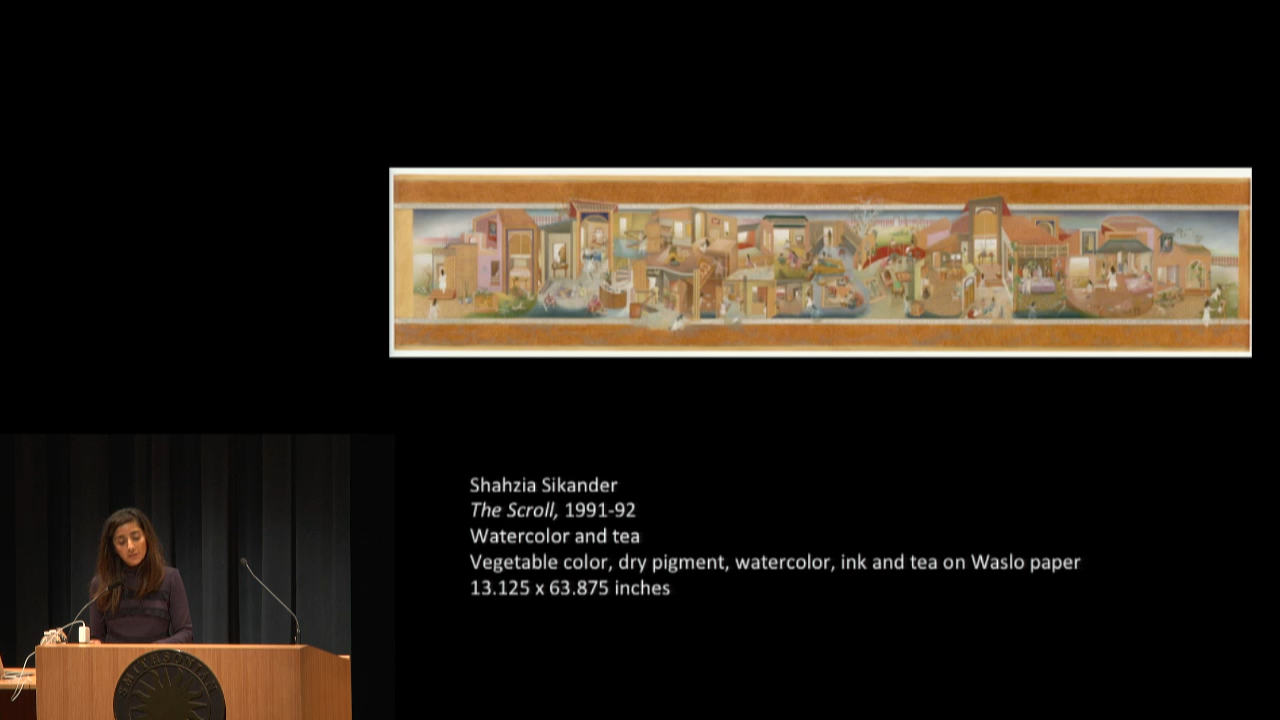 Shahzia Sikander
The Scroll, 1991-92
Watercolor and tea
Vegetable color, dry pigment, watercolor, ink and tea on Waslo paper
13.125 x 63.875 inches
SMITHSONIAN